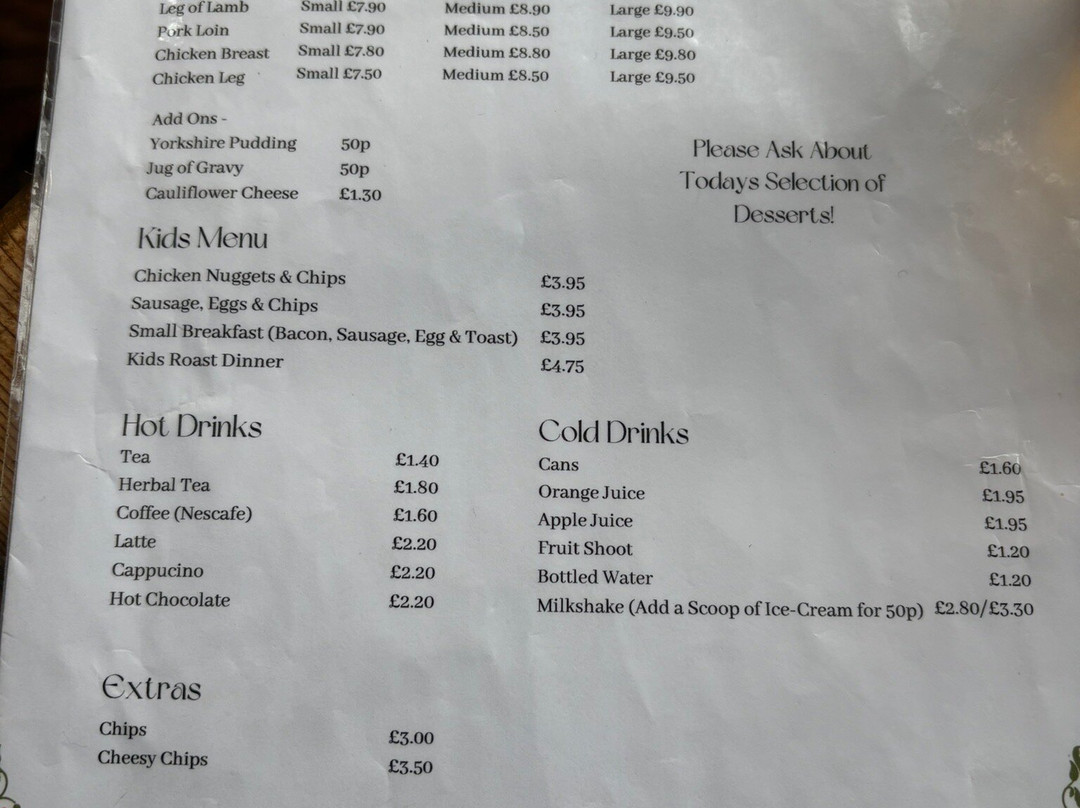 Leg of Lamb Small £7.90 Medium £8.90 Large £9.90
Pork Loin Small £7.90 Medium £8.50 Large £9.50
Chicken Breast Small £7.80 Medium £8.80 Large £9.80
Chicken Leg Small £7.50 Medium £8.50 Large £9.50
Add Ons -
Yorkshire Pudding 50p
Jug of Gravy 50p
Cauliflower Cheese £1.30
Please Ask About
Todays Selection of
Desserts!
Kids Menu
Chicken Nuggets & Chips £3.95
Sausage, Eggs & Chips £3.95
Small Breakfast (Bacon, Sausage, Egg & Toast) £3.95
Kids Roast Dinner £4.75
Hot Drinks
Tea £1.40
Herbal Tea £1.80
Coffee (Nescafe) £1.60
Latte £2.20
Cappucino £2.20
Hot Chocolate £2.20
Cold Drinks
Cans £1.60
Orange Juice £1.95
Apple Juice £1.95
Fruit Shoot £1.20
Bottled Water £1.20
Milkshake (Add a Scoop of Ice-Cream for 50p) £2.80/£3.30
Extras
Chips £3.00
Cheesy Chips £3.50